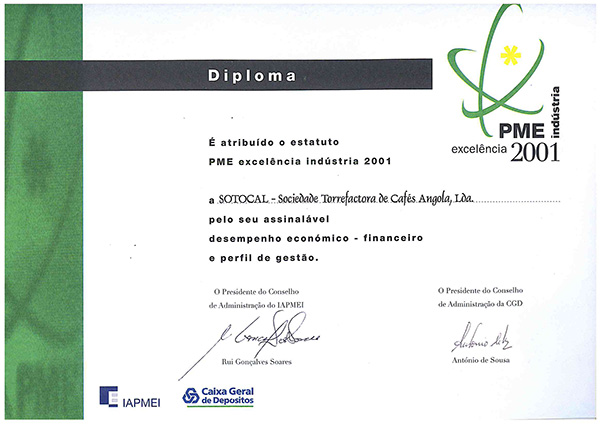 Diploma
PME
indústria
excelência 2001
É atribuído o estatuto
PME excelência indústria 2001
a SOTOCAL - Sociedade Torrefactora de Cafés Angola, Lda.
pelo seu assinalável
desempenho económico - financeiro
e perfil de gestão.
O Presidente do Conselho
de Administração do IAPMEI
Rui Gonçalves Soares
O Presidente do Conselho
de Administração da CGD
António de Sousa
IAPMEI
Caixa Geral
de Depositos
PME